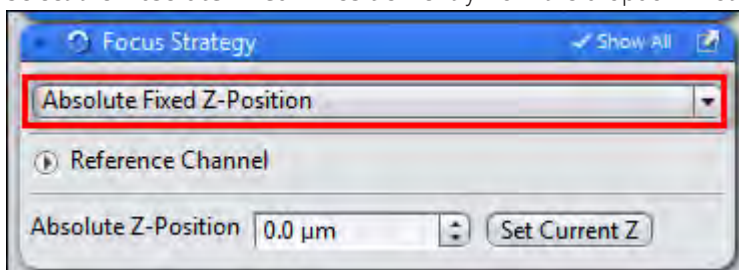 Focus Strategy Show All
Absolute Fixed Z-Position
Reference Channel
Absolute Z-Position 0.0 µm Set Current Z